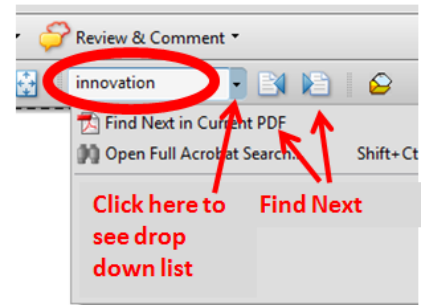 Review & Comment
innovation
Find Next in Current PDF
Open Full Acrobat Search... Shift+Ct
Click here to Find Next
see drop
down list